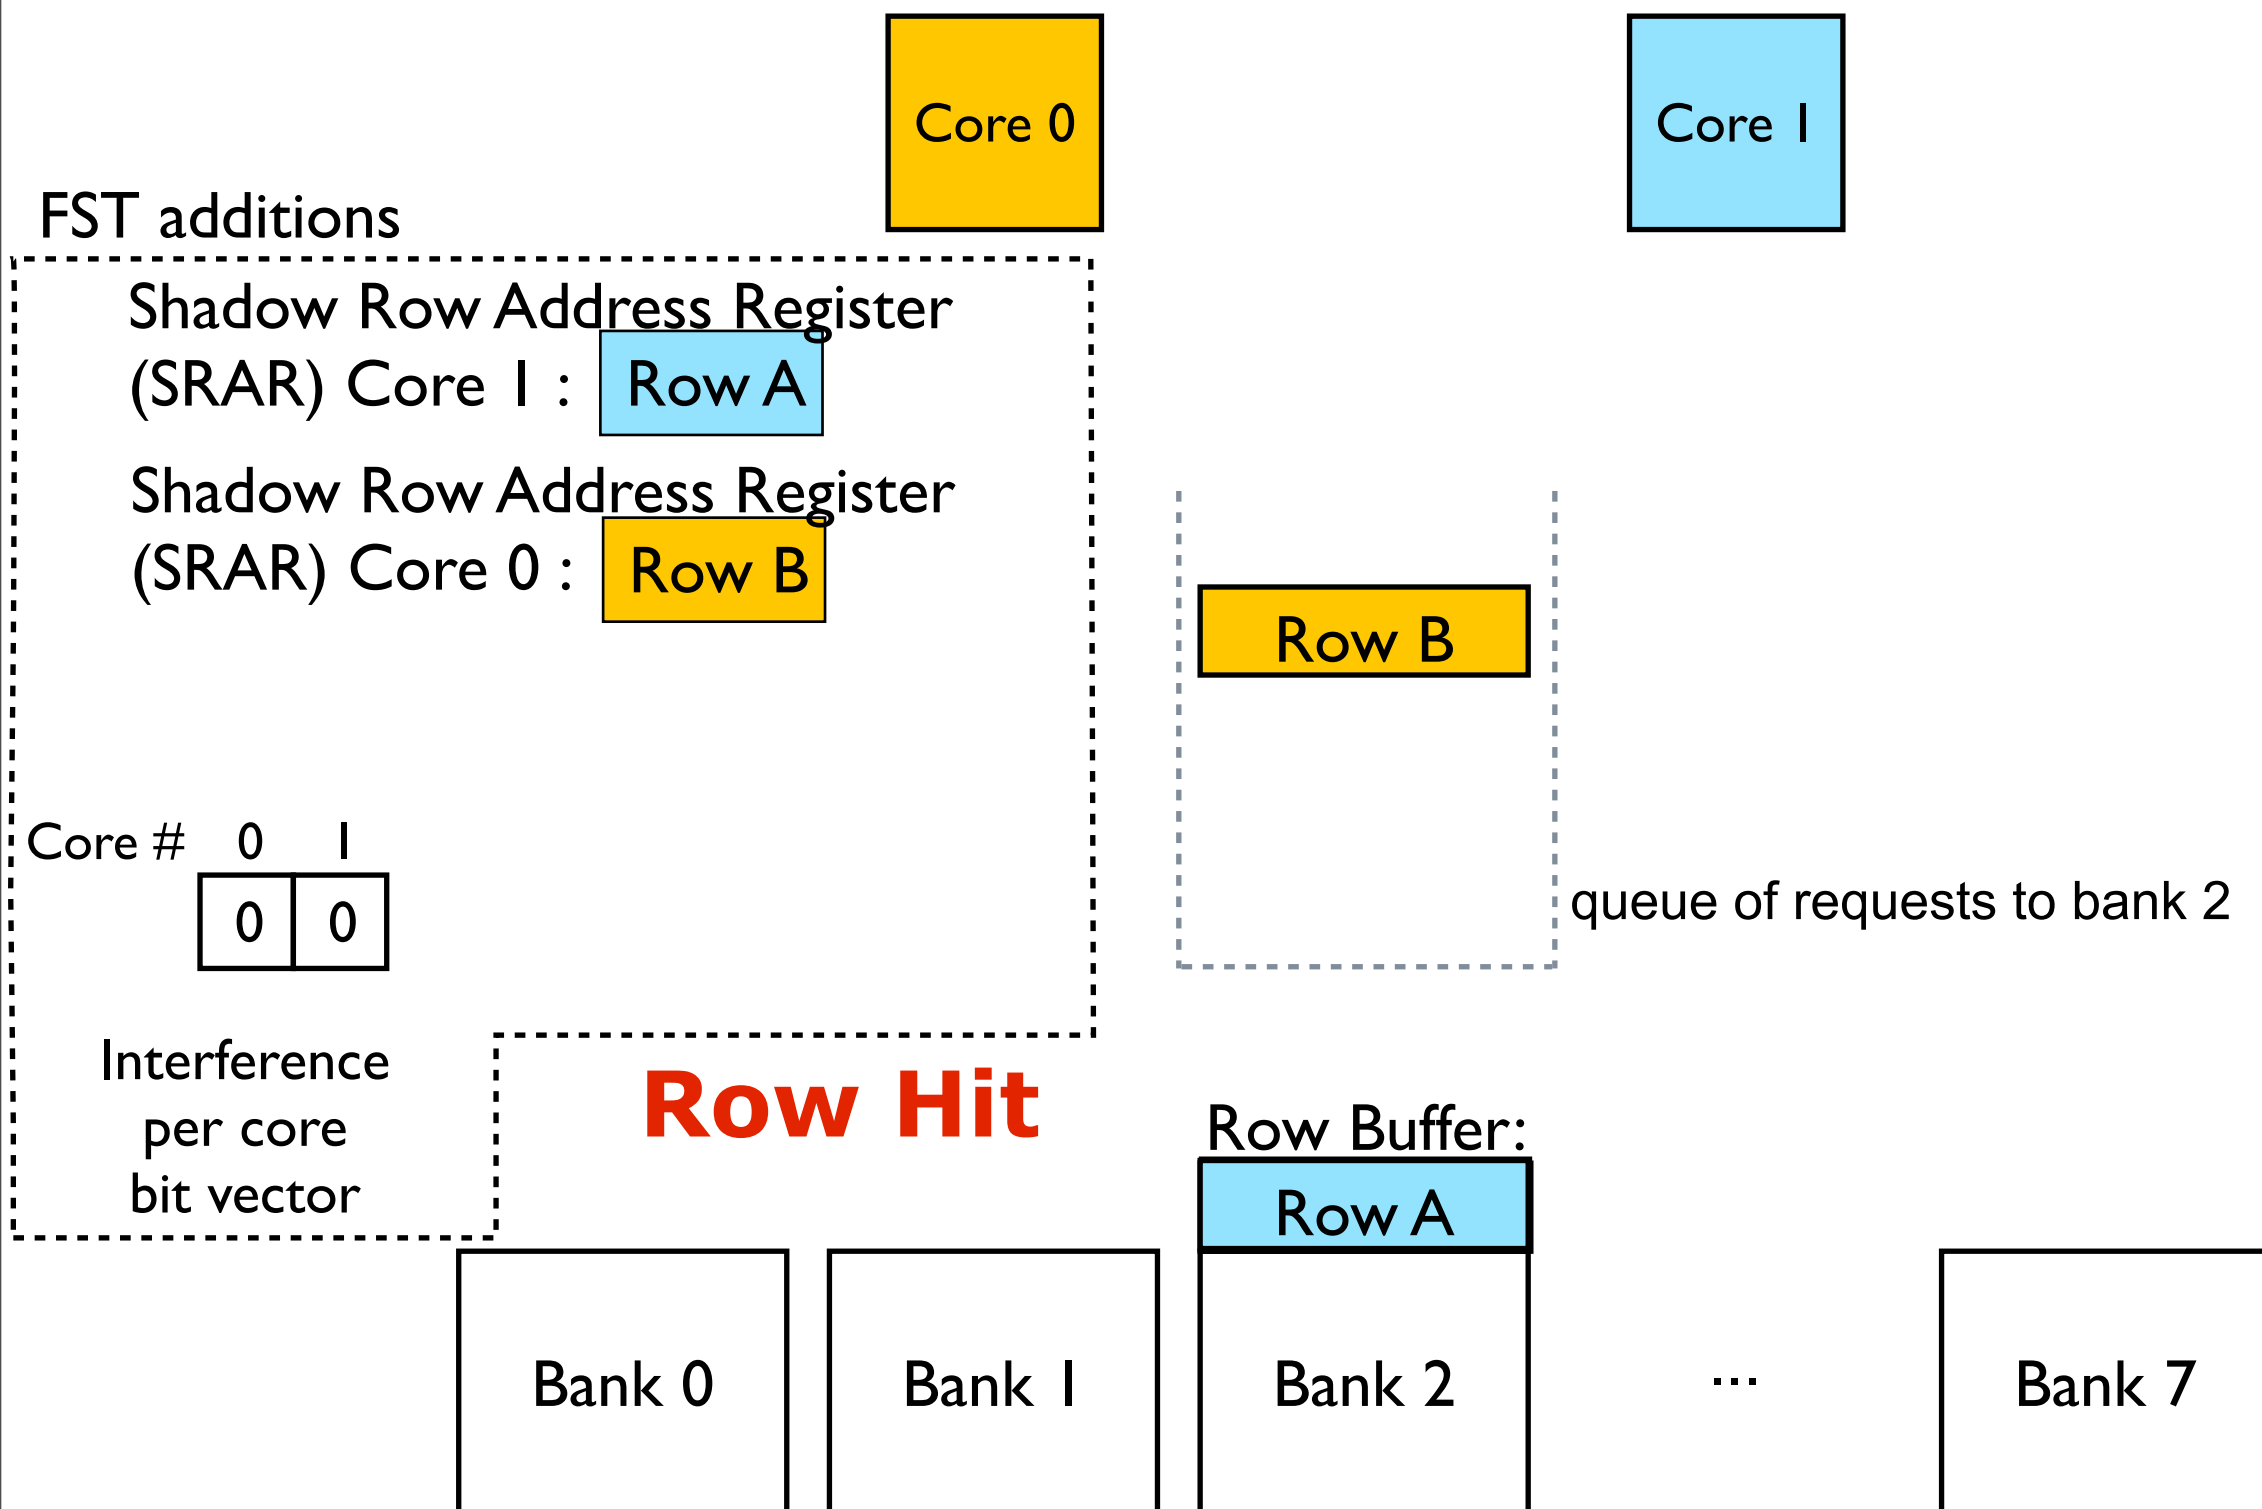 Core 0
Core 1
FST additions
Shadow Row Address Register
(SRAR) Core 1 : Row A
Shadow Row Address Register
(SRAR) Core 0 : Row B
Row B
Core # 0 1
0 0
queue of requests to bank 2
Interference
per core
bit vector
Row Hit
Row Buffer:
Row A
Bank 0
Bank 1
Bank 2
...
Bank 7